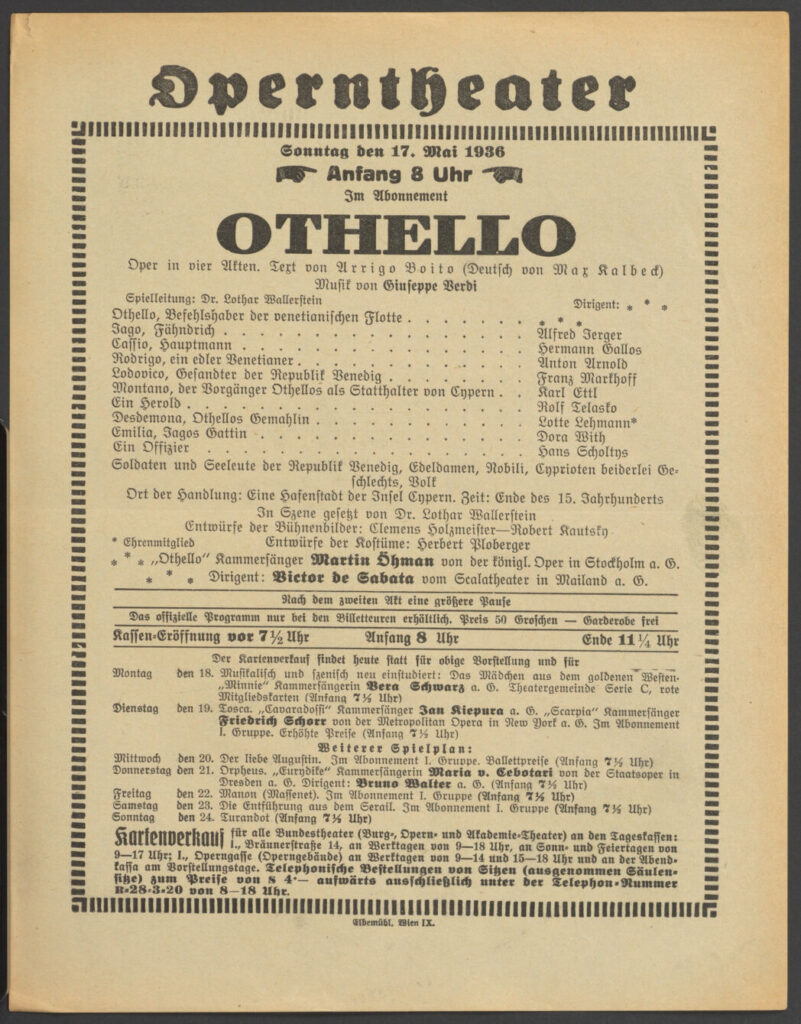 Operntheater
Sonntag den 17. Mai 1936
Anfang 8 Uhr
Im Abonnement
OTHELLO
Oper in vier Akten. Text von Arrigo Boito (Deutsch von Max Kalbeck)
Musik von Giuseppe Verdi
Spielleitung: Dr. Lothar Wallerstein
Dirigent: * * *
Othello, Befehlshaber der venetianischen Flotte . . . . . . . * * *
Jago, Fähndrich . . . . . . . . . . . . . . . . Alfred Jerger
Cassio, Hauptmann . . . . . . . . . . . . . . . Hermann Gallos
Rodrigo, ein edler Venetianer . . . . . . . . . . . . Anton Arnold
Lodovico, Gesandter der Republik Venedig . . . . . . . . Franz Markhoff
Montano, der Vorgänger Othellos als Statthalter von Cypern . . Karl Ettl
Ein Herold . . . . . . . . . . . . . . . . . . Rolf Telasko
Desdemona, Othellos Gemahlin . . . . . . . . . . . Lotte Lehmann*
Emilia, Jagos Gattin . . . . . . . . . . . . . . Dora With
Ein Offizier . . . . . . . . . . . . . . . . . Hans Scholtys
Soldaten und Seeleute der Republik Venedig, Edeldamen, Nobili, Cyprioten beiderlei Ge-
schlechts, Volk
Ort der Handlung: Eine Hafenstadt der Insel Cypern. Zeit: Ende des 15. Jahrhunderts
In Szene gesetzt von Dr. Lothar Wallerstein
Entwürfe der Bühnenbilder: Clemens Holzmeister—Robert Kautsky
* Ehrenmitglied Entwürfe der Kostüme: Herbert Ploberger
* * * „Othello" Kammersänger Martin Öhman von der königl. Oper in Stockholm a. G.
* * * Dirigent: Victor de Sabata vom Scalatheater in Mailand a. G.
Nach dem zweiten Akt eine größere Pause
Das offizielle Programm nur bei den Billetteuren erhältlich. Preis 50 Groschen — Garderobe frei
Kassen-Eröffnung vor 7½ Uhr Anfang 8 Uhr Ende 11¼ Uhr
Der Kartenverkauf findet heute statt für obige Vorstellung und für
Montag den 18. Musikalisch und szenisch neu einstudiert: Das Mädchen aus dem goldenen Westen.
„Minnie" Kammersängerin Vera Schwarz a. G. Theatergemeinde Serie C, rote
Mitgliedskarten (Anfang 7½ Uhr)
Dienstag den 19. Tosca. „Cavaradossi" Kammersänger Jan Kiepura a. G. „Scarpia" Kammersänger
Friedrich Schorr von der Metropolitan Opera in New York a. G. Im Abonnement
I. Gruppe. Erhöhte Preise (Anfang 7½ Uhr)
Weiterer Spielplan:
Mittwoch den 20. Der liebe Augustin. Im Abonnement I. Gruppe. Ballettpreise (Anfang 7½ Uhr)
Donnerstag den 21. Orpheus. „Eurydike" Kammersängerin Maria v. Cebotari von der Staatsoper in
Dresden a. G. Dirigent: Bruno Walter a. G. (Anfang 7½ Uhr)
Freitag den 22. Manon (Massenet). Im Abonnement I. Gruppe (Anfang 7½ Uhr)
Samstag den 23. Die Entführung aus dem Serail. Im Abonnement I. Gruppe (Anfang 7½ Uhr)
Sonntag den 24. Turandot (Anfang 7½ Uhr)
Kartenverkauf für alle Bundestheater (Burg-, Opern- und Akademie-Theater) an den Tageskassen:
I., Bräunerstraße 14, an Werktagen von 9—18 Uhr, an Sonn- und Feiertagen von
9—17 Uhr; I., Operngasse (Operngebäude) an Werktagen von 9—14 und 15—18 Uhr und an der Abend-
kassa am Vorstellungstage. Telephonische Bestellungen von Sitzen (ausgenommen Säulen-
sitze) zum Preise von S 4·— aufwärts ausschließlich unter der Telephon-Nummer
R-28-3-20 von 8—18 Uhr.
Elbemühl, Wien IX.